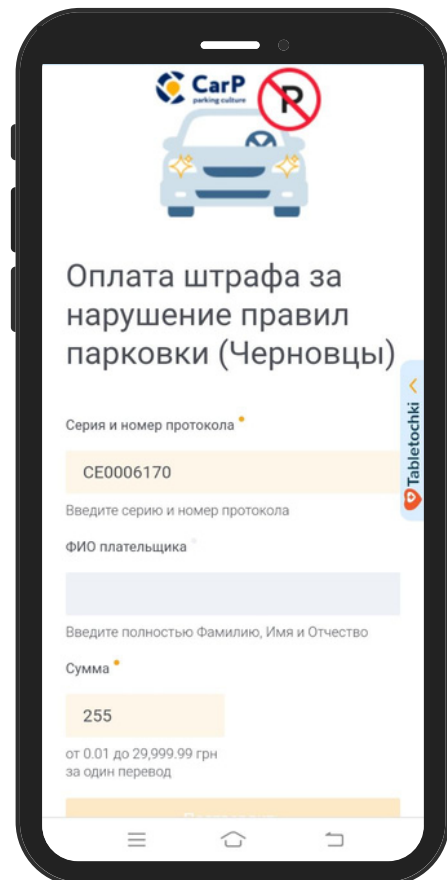 CarP
parking culture
P
Оплата штрафа за
нарушение правил
парковки (Черновцы)
Tabletochki
Серия и номер протокола
CE0006170
Введите серию и номер протокола
ФИО плательщика
Введите полностью Фамилию, Имя и Отчество
Сумма
255
от 0.01 до 29,999.99 грн
за один перевод